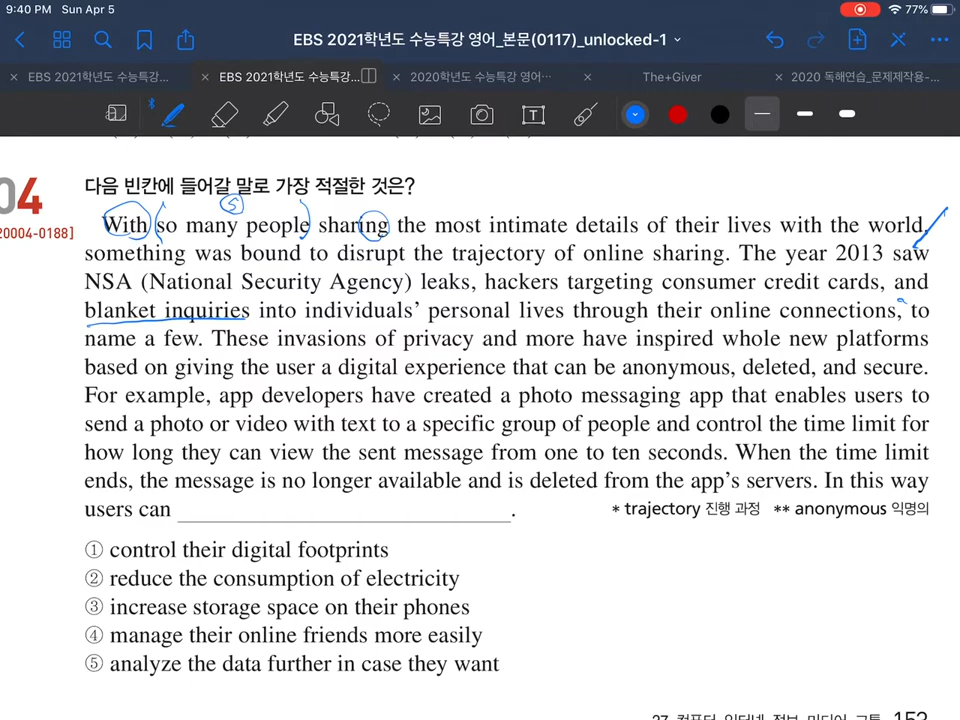 9:40 PM Sun Apr 5 77%
EBS 2021학년도 수능특강 영어_본문(0117)_unlocked-1
EBS 2021학년도 수능특강... EBS 2021학년도 수능특강... 2020학년도 수능특강 영어... The+Giver 2020 독해연습_문제제작용-...
04 다음 빈칸에 들어갈 말로 가장 적절한 것은?
20004-0188]
S
With so many people sharing the most intimate details of their lives with the world,
something was bound to disrupt the trajectory of online sharing. The year 2013 saw
NSA (National Security Agency) leaks, hackers targeting consumer credit cards, and
blanket inquiries into individuals’ personal lives through their online connections, to
name a few. These invasions of privacy and more have inspired whole new platforms
based on giving the user a digital experience that can be anonymous, deleted, and secure.
For example, app developers have created a photo messaging app that enables users to
send a photo or video with text to a specific group of people and control the time limit for
how long they can view the sent message from one to ten seconds. When the time limit
ends, the message is no longer available and is deleted from the app’s servers. In this way
users can ______________________________.
* trajectory 진행 과정 ** anonymous 익명의
① control their digital footprints
② reduce the consumption of electricity
③ increase storage space on their phones
④ manage their online friends more easily
⑤ analyze the data further in case they want